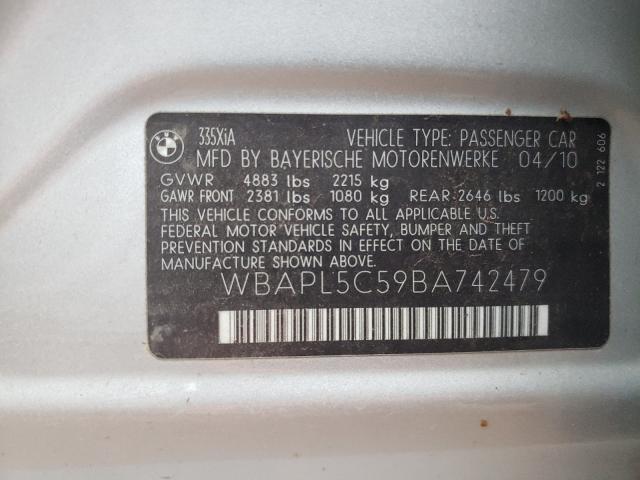 BMW
335XiA
VEHICLE TYPE: PASSENGER CAR
MFD BY BAYERISCHE MOTORENWERKE 04/10
GVWR 4883 lbs 2215 kg
GAWR FRONT 2381 lbs 1080 kg REAR 2646 lbs 1200 kg
THIS VEHICLE CONFORMS TO ALL APPLICABLE U.S.
FEDERAL MOTOR VEHICLE SAFETY, BUMPER AND THEFT
PREVENTION STANDARDS IN EFFECT ON THE DATE OF
MANUFACTURE SHOWN ABOVE.
WBAPL5C59BA742479
2 122 606